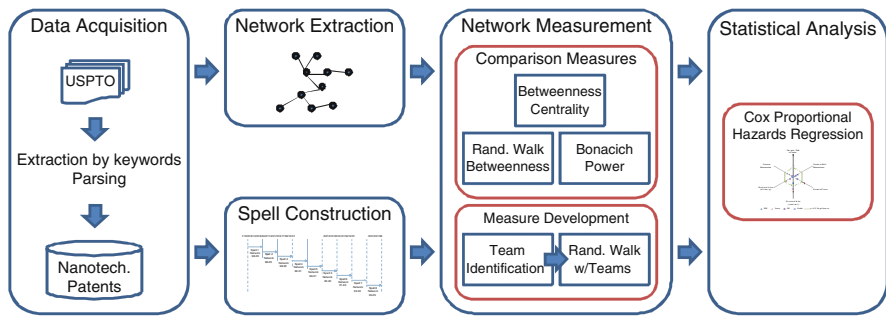 Data Acquisition
USPTO
Extraction by keywords
Parsing
Nanotech.
Patents
Network Extraction
Spell Construction
Network Measurement
Comparison Measures
Betweenness
Centrality
Rand. Walk
Betweenness
Bonacich
Power
Measure Development
Team
Identification
Rand. Walk
w/Teams
Statistical Analysis
Cox Proportional
Hazards Regression